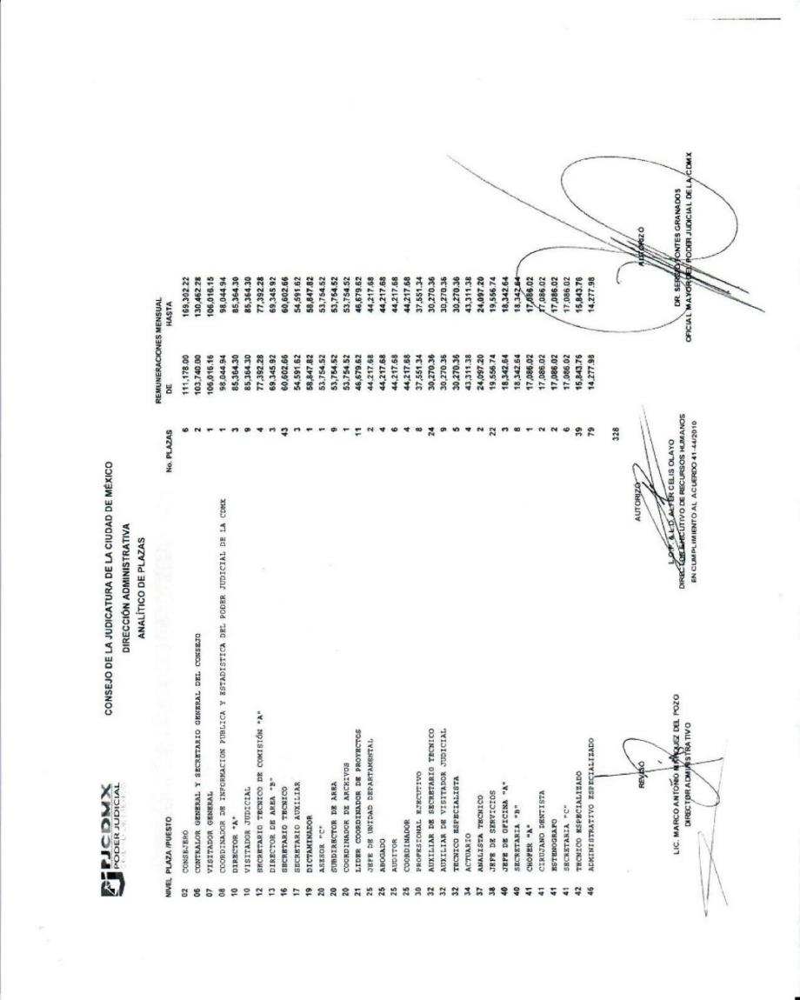 PJCDMX
PODER JUDICIAL
CONSEJO DE LA JUDICATURA DE LA CIUDAD DE MÉXICO
DIRECCIÓN ADMINISTRATIVA
ANALÍTICO DE PLAZAS
REMUNERACIONES MENSUAL
NIVEL PLAZA/PUESTO No. PLAZAS DE HASTA
02 CONSEJERO 6 111,178.00 169,302.22
06 CONTRALOR GENERAL Y SECRETARIO GENERAL DEL CONSEJO 2 103,740.00 130,462.28
07 VISITADOR GENERAL 1 106,016.16 106,016.15
08 COORDINADOR DE INFORMACION PUBLICA Y ESTADISTICA DEL PODER JUDICIAL DE LA CDMX 1 98,044.94 98,044.94
10 DIRECTOR "A" 3 85,364.30 85,364.30
10 VISITADOR JUDICIAL 9 85,364.30 85,364.30
12 SECRETARIO TECNICO DE COMISIÓN "A" 4 77,392.28 77,392.28
13 DIRECTOR DE AREA "B" 3 69,345.92 69,345.92
16 SECRETARIO TECNICO 43 60,602.66 60,602.66
17 SECRETARIO AUXILIAR 3 54,591.62 54,591.62
19 DICTAMINADOR 1 58,847.82 58,847.82
20 ASESOR "C" 1 53,754.52 53,754.52
20 SUBDIRECTOR DE AREA 9 53,754.52 53,754.52
20 COORDINADOR DE ARCHIVOS 1 53,754.52 53,754.52
21 LIDER COORDINADOR DE PROYECTOS 11 46,679.62 46,679.62
25 JEFE DE UNIDAD DEPARTAMENTAL 2 44,217.68 44,217.68
25 ABOGADO 4 44,217.68 44,217.68
25 AUDITOR 6 44,217.68 44,217.68
25 COORDINADOR 4 44,217.68 44,217.68
30 PROFESIONAL EJECUTIVO 8 37,551.34 37,551.34
32 AUXILIAR DE SECRETARIO TECNICO 24 30,270.36 30,270.36
32 AUXILIAR DE VISITADOR JUDICIAL 9 30,270.36 30,270.36
32 TECNICO ESPECIALISTA 5 30,270.36 30,270.36
34 ACTUARIO 4 43,311.38 43,311.38
37 ANALISTA TECNICO 2 24,097.20 24,097.20
38 JEFE DE SERVICIOS 22 19,556.74 19,556.74
40 JEFE DE OFICINA "A" 3 18,342.64 18,342.64
40 SECRETARIA "B" 8 18,342.64 18,342.64
41 CHOFER "A" 1 17,086.02 17,086.02
41 CIRUJANO DENTISTA 2 17,086.02 17,086.02
41 ESTENOGRAFO 2 17,086.02 17,086.02
41 SECRETARIA "C" 6 17,086.02 17,086.02
42 TECNICO ESPECIALIZADO 39 15,843.76 15,843.76
46 ADMINISTRATIVO ESPECIALIZADO 79 14,277.98 14,277.98
328
REVISÓ
LIC. MARCO ANTONIO MÁRQUEZ DEL POZO
DIRECTOR ADMINISTRATIVO
AUTORIZÓ
CELIS OLAYO
DIRECTOR EJECUTIVO DE RECURSOS HUMANOS
EN CUMPLIMIENTO AL ACUERDO 41-44/2010
AUTORIZÓ
DR. SERGIO FONTES GRANADOS
OFICIAL MAYOR DEL PODER JUDICIAL DE LA CDMX